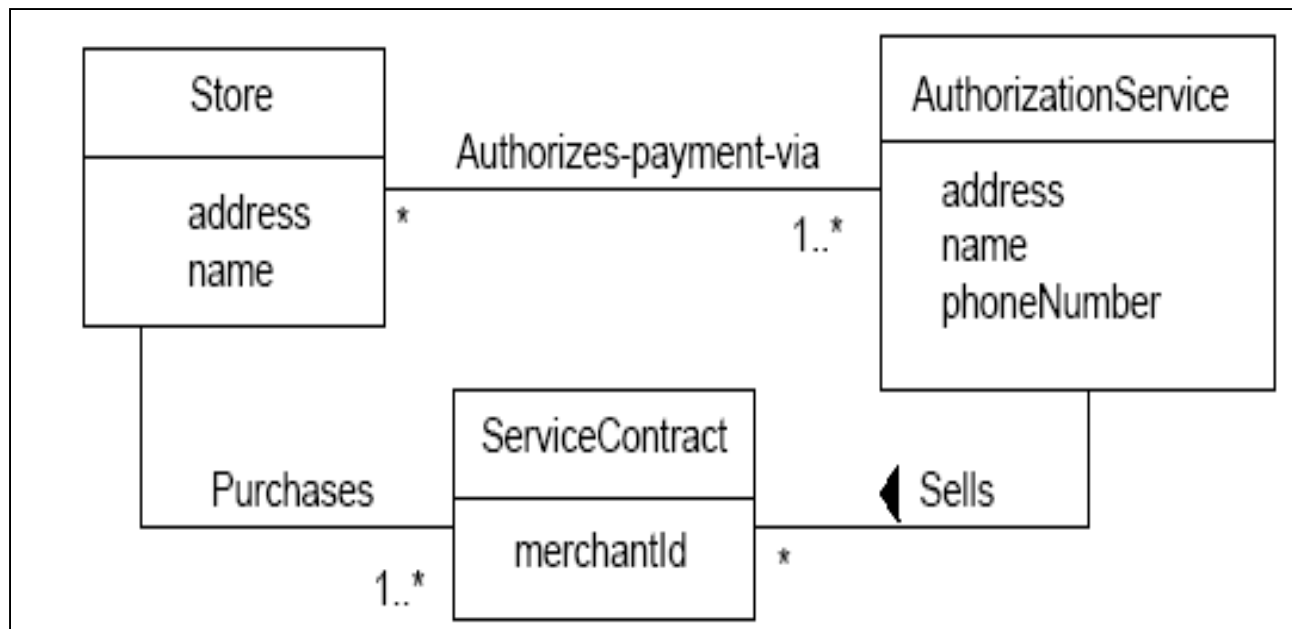 Store
address
name
Authorizes-payment-via
*
1..*
AuthorizationService
address
name
phoneNumber
Purchases
1..*
ServiceContract
merchantId
Sells
*